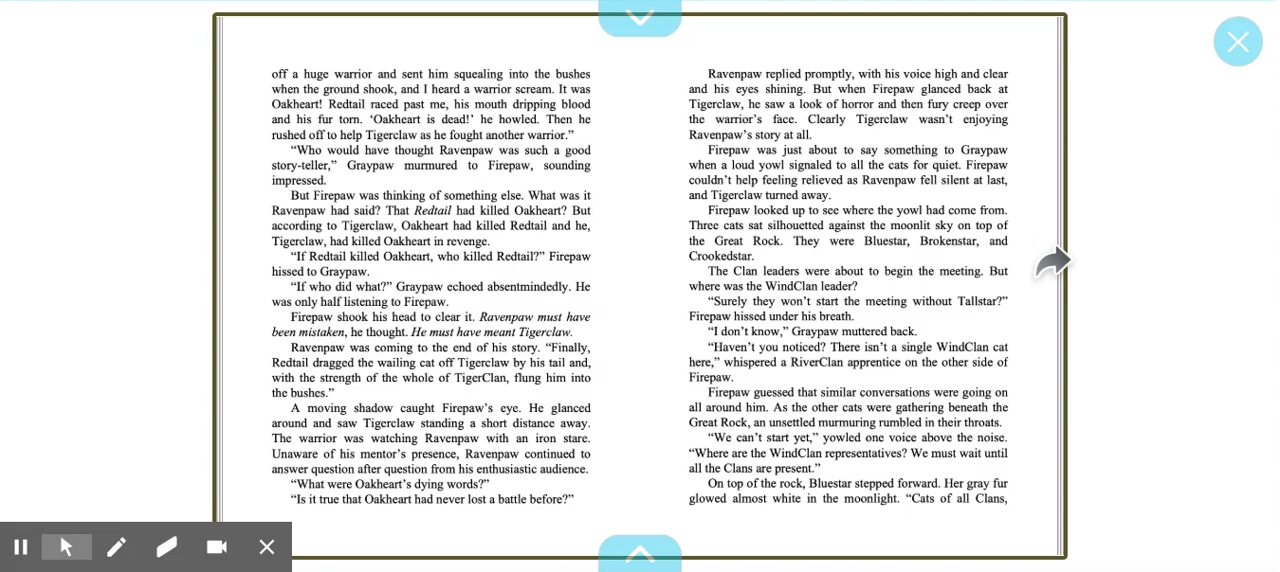 off a huge warrior and sent him squealing into the bushes
when the ground shook, and I heard a warrior scream. It was
Oakheart! Redtail raced past me, his mouth dripping blood
and his fur torn. ‘Oakheart is dead!’ he howled. Then he
rushed off to help Tigerclaw as he fought another warrior.”
“Who would have thought Ravenpaw was such a good
story-teller,” Graypaw murmured to Firepaw, sounding
impressed.
But Firepaw was thinking of something else. What was it
Ravenpaw had said? That Redtail had killed Oakheart? But
according to Tigerclaw, Oakheart had killed Redtail and he,
Tigerclaw, had killed Oakheart in revenge.
“If Redtail killed Oakheart, who killed Redtail?” Firepaw
hissed to Graypaw.
“If who did what?” Graypaw echoed absentmindedly. He
was only half listening to Firepaw.
Firepaw shook his head to clear it. Ravenpaw must have
been mistaken, he thought. He must have meant Tigerclaw.
Ravenpaw was coming to the end of his story. “Finally,
Redtail dragged the wailing cat off Tigerclaw by his tail and,
with the strength of the whole of TigerClan, flung him into
the bushes.”
A moving shadow caught Firepaw’s eye. He glanced
around and saw Tigerclaw standing a short distance away.
The warrior was watching Ravenpaw with an iron stare.
Unaware of his mentor’s presence, Ravenpaw continued to
answer question after question from his enthusiastic audience.
“What were Oakheart’s dying words?”
“Is it true that Oakheart had never lost a battle before?”
Ravenpaw replied promptly, with his voice high and clear
and his eyes shining. But when Firepaw glanced back at
Tigerclaw, he saw a look of horror and then fury creep over
the warrior’s face. Clearly Tigerclaw wasn’t enjoying
Ravenpaw’s story at all.
Firepaw was just about to say something to Graypaw
when a loud yowl signaled to all the cats for quiet. Firepaw
couldn’t help feeling relieved as Ravenpaw fell silent at last,
and Tigerclaw turned away.
Firepaw looked up to see where the yowl had come from.
Three cats sat silhouetted against the moonlit sky on top of
the Great Rock. They were Bluestar, Brokenstar, and
Crookedstar.
The Clan leaders were about to begin the meeting. But
where was the WindClan leader?
“Surely they won’t start the meeting without Tallstar?”
Firepaw hissed under his breath.
“I don’t know,” Graypaw muttered back.
“Haven’t you noticed? There isn’t a single WindClan cat
here,” whispered a RiverClan apprentice on the other side of
Firepaw.
Firepaw guessed that similar conversations were going on
all around him. As the other cats were gathering beneath the
Great Rock, an unsettled murmuring rumbled in their throats.
“We can’t start yet,” yowled one voice above the noise.
“Where are the WindClan representatives? We must wait until
all the Clans are present.”
On top of the rock, Bluestar stepped forward. Her gray fur
glowed almost white in the moonlight. “Cats of all Clans,